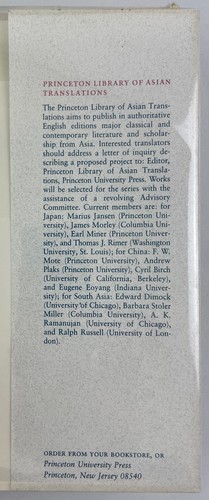 PRINCETON LIBRARY OF ASIAN
TRANSLATIONS
The Princeton Library of Asian Trans-
lations aims to publish in authoritative
English editions major classical and
contemporary literature and scholar-
ship from Asia. Interested translators
should address a letter of inquiry de-
scribing a proposed project to: Editor,
Princeton Library of Asian Transla-
tions, Princeton University Press. Works
will be selected for the series with the
assistance of a revolving Advisory
Committee. Current members are: for
Japan: Marius Jansen (Princeton Uni-
versity), James Morley (Columbia Uni-
versity), Earl Miner (Princeton Univer-
sity), and Thomas J. Rimer (Washington
University, St. Louis); for China: F. W.
Mote (Princeton University), Andrew
Plaks (Princeton University), Cyril Birch
(University of California, Berkeley),
and Eugene Eoyang (Indiana Univer-
sity); for South Asia: Edward Dimock
(University of Chicago), Barbara Stoler
Miller (Columbia University), A. K.
Ramanujan (University of Chicago),
and Ralph Russell (University of Lon-
don).
ORDER FROM YOUR BOOKSTORE, OR
Princeton University Press
Princeton, New Jersey 08540